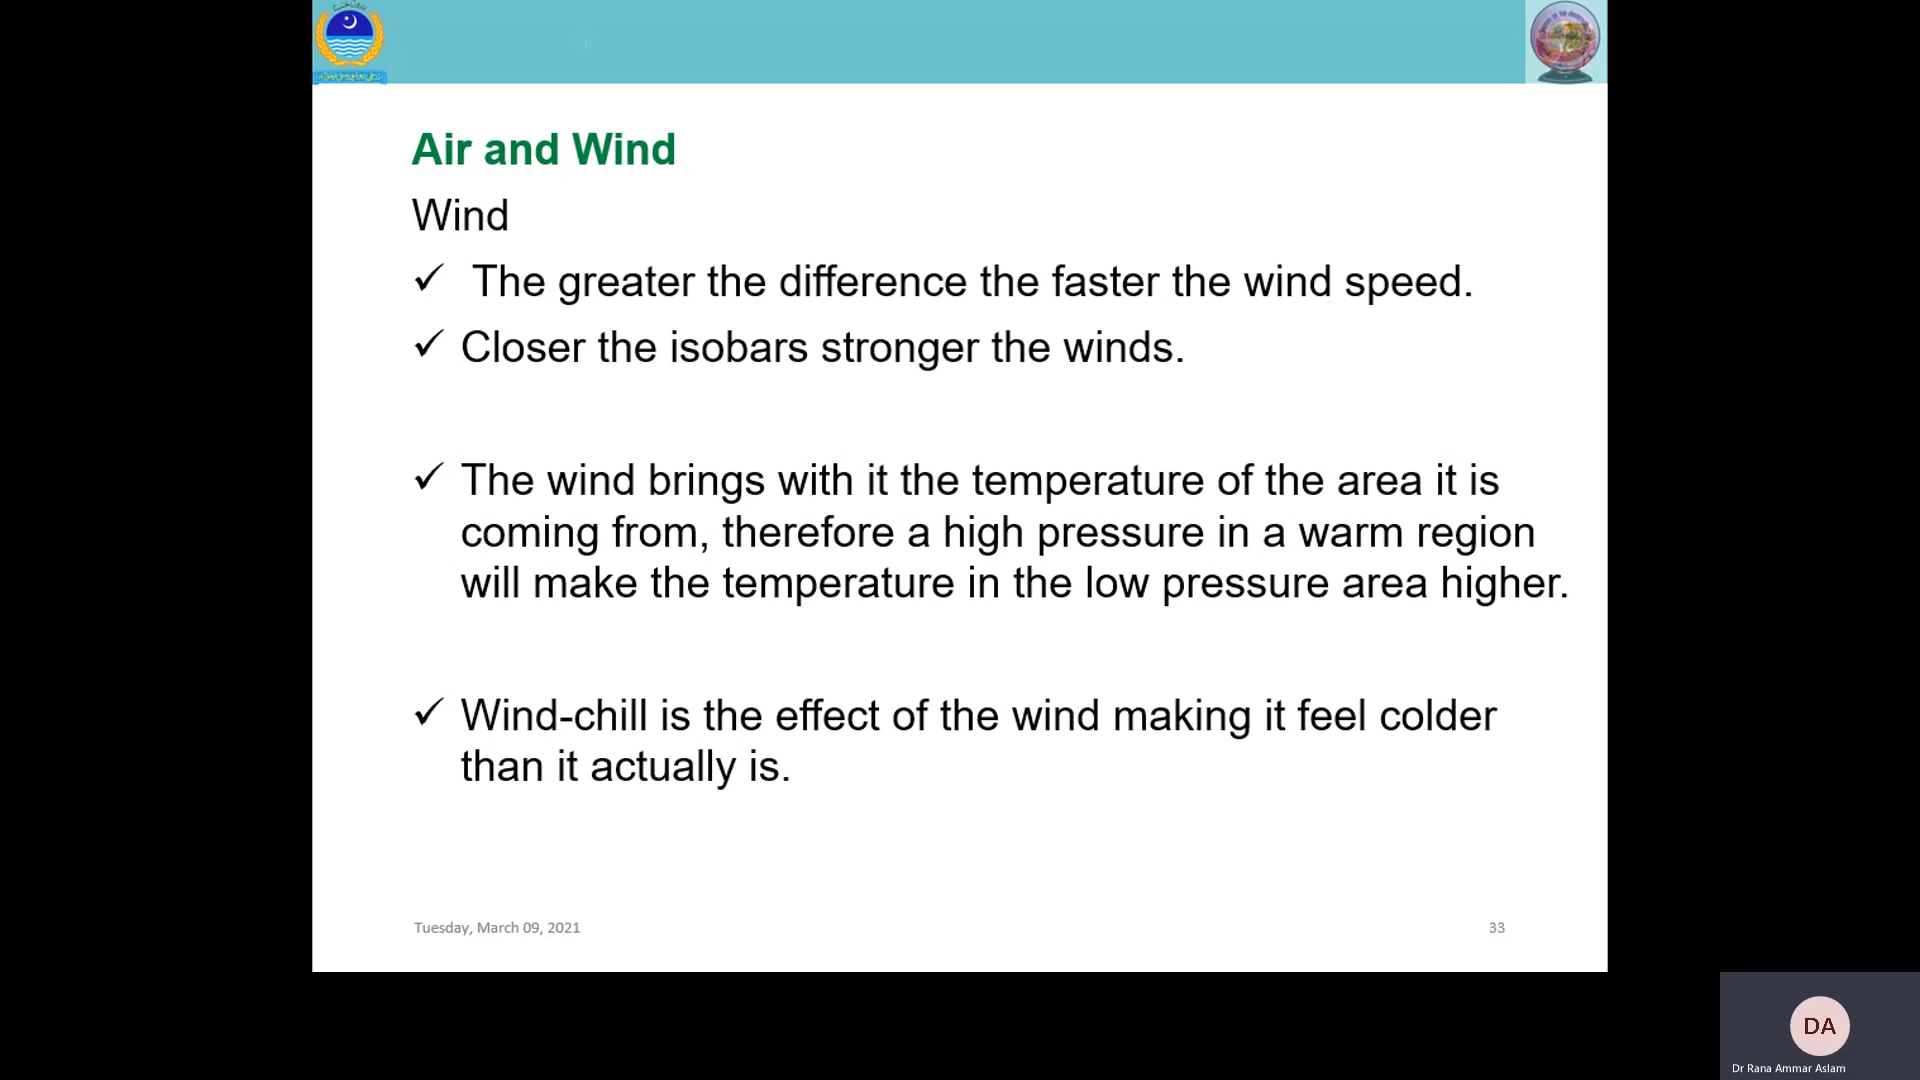 Air and Wind
Wind
✓ The greater the difference the faster the wind speed.
✓ Closer the isobars stronger the winds.
✓ The wind brings with it the temperature of the area it is
coming from, therefore a high pressure in a warm region
will make the temperature in the low pressure area higher.
✓ Wind-chill is the effect of the wind making it feel colder
than it actually is.
Tuesday, March 09, 2021
33
DA
Dr Rana Ammar Aslam